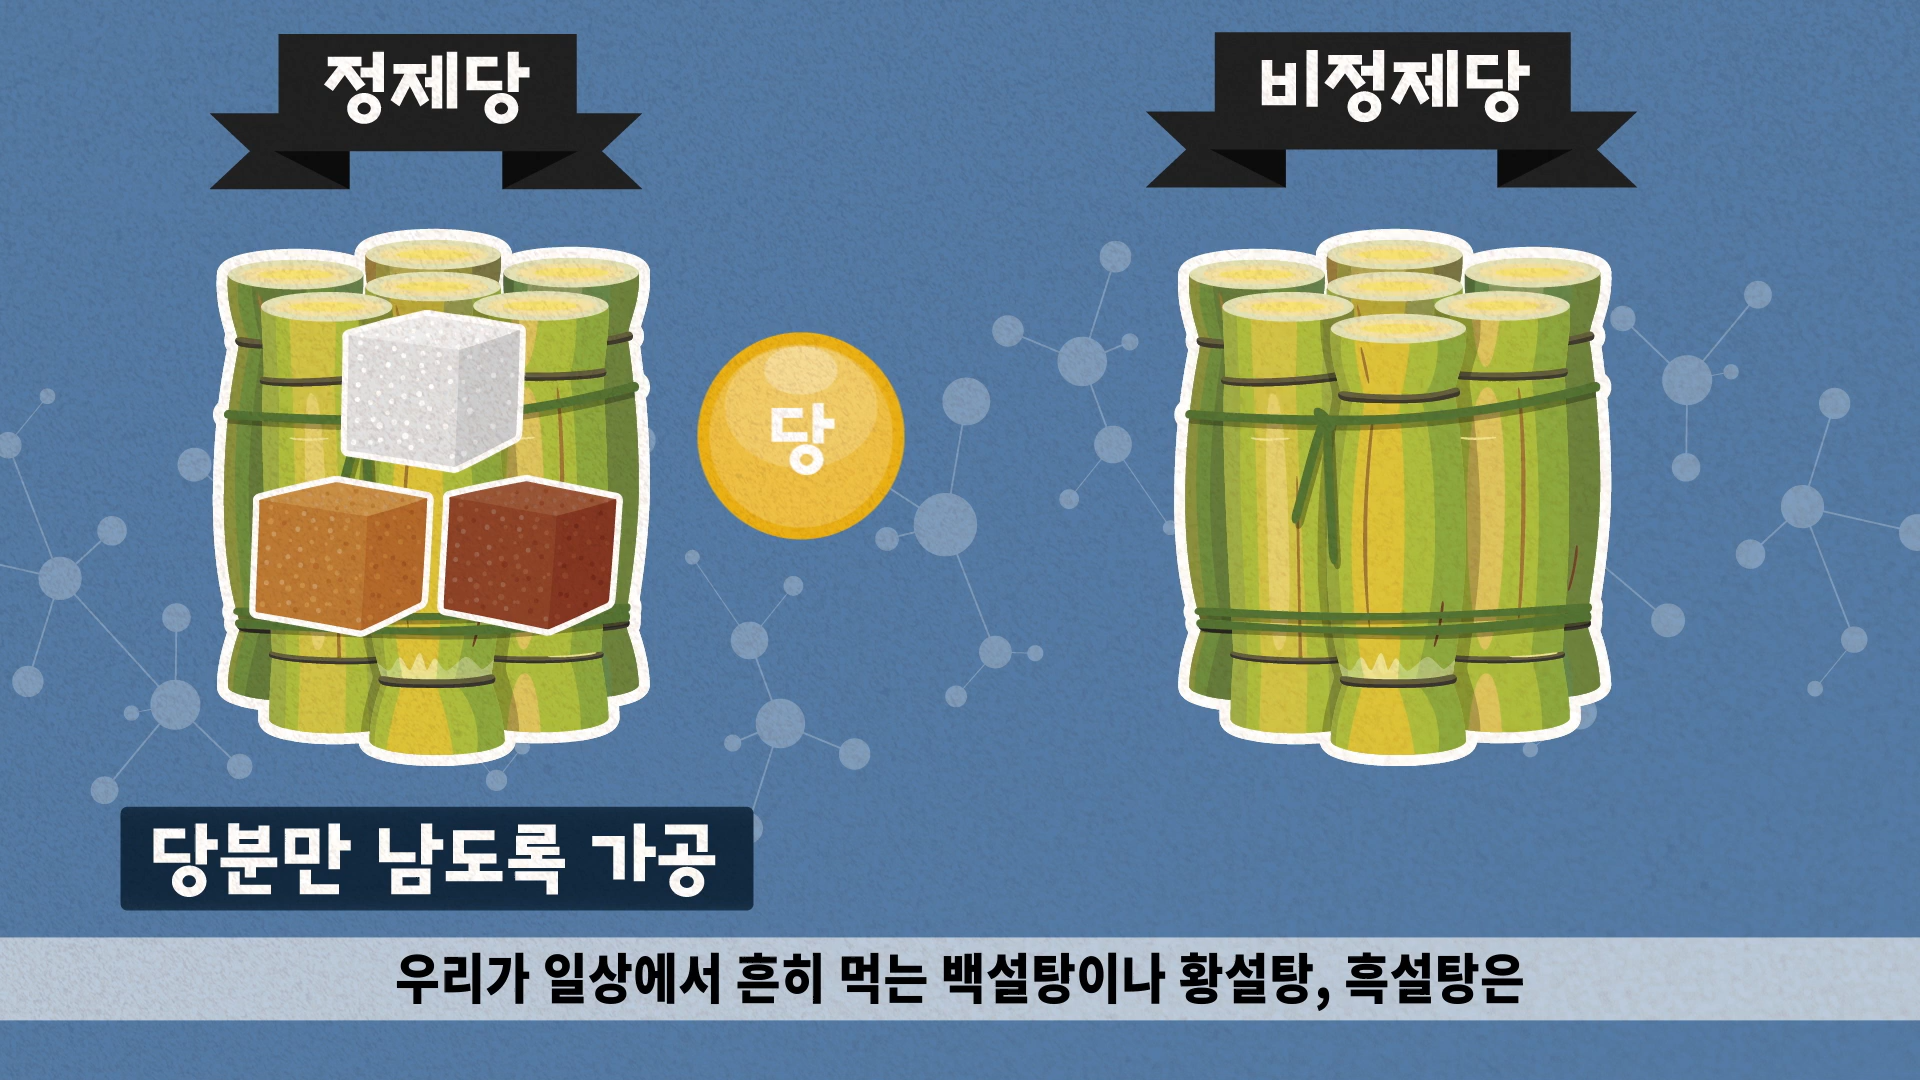 정제당
비정제당
당
당분만 남도록 가공
우리가 일상에서 흔히 먹는 백설탕이나 황설탕, 흑설탕은